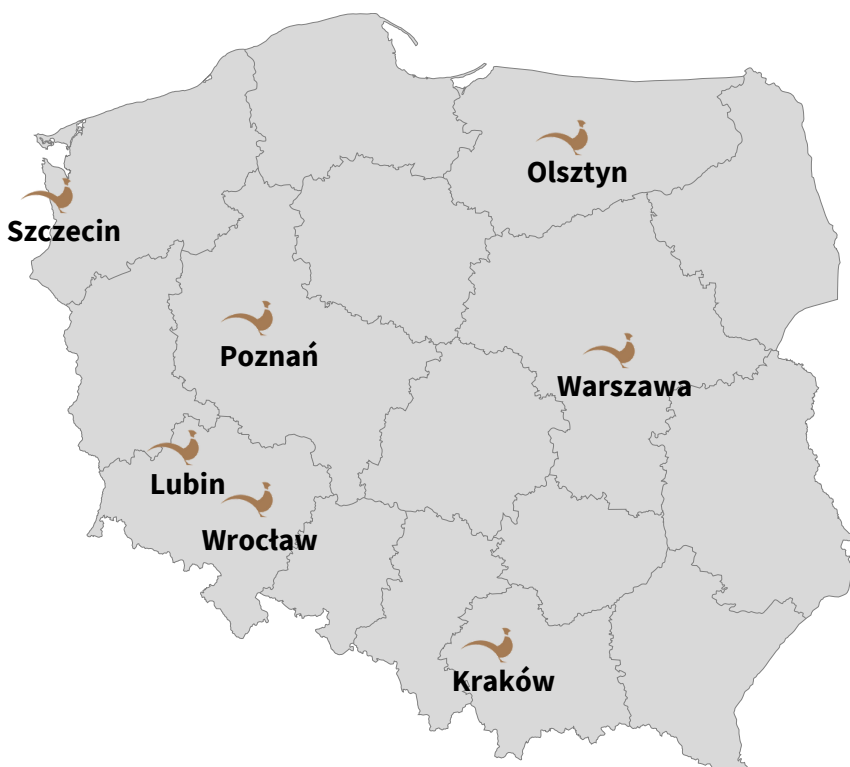 Olsztyn
Szczecin
Poznań
Warszawa
Lubin
Wrocław
Kraków